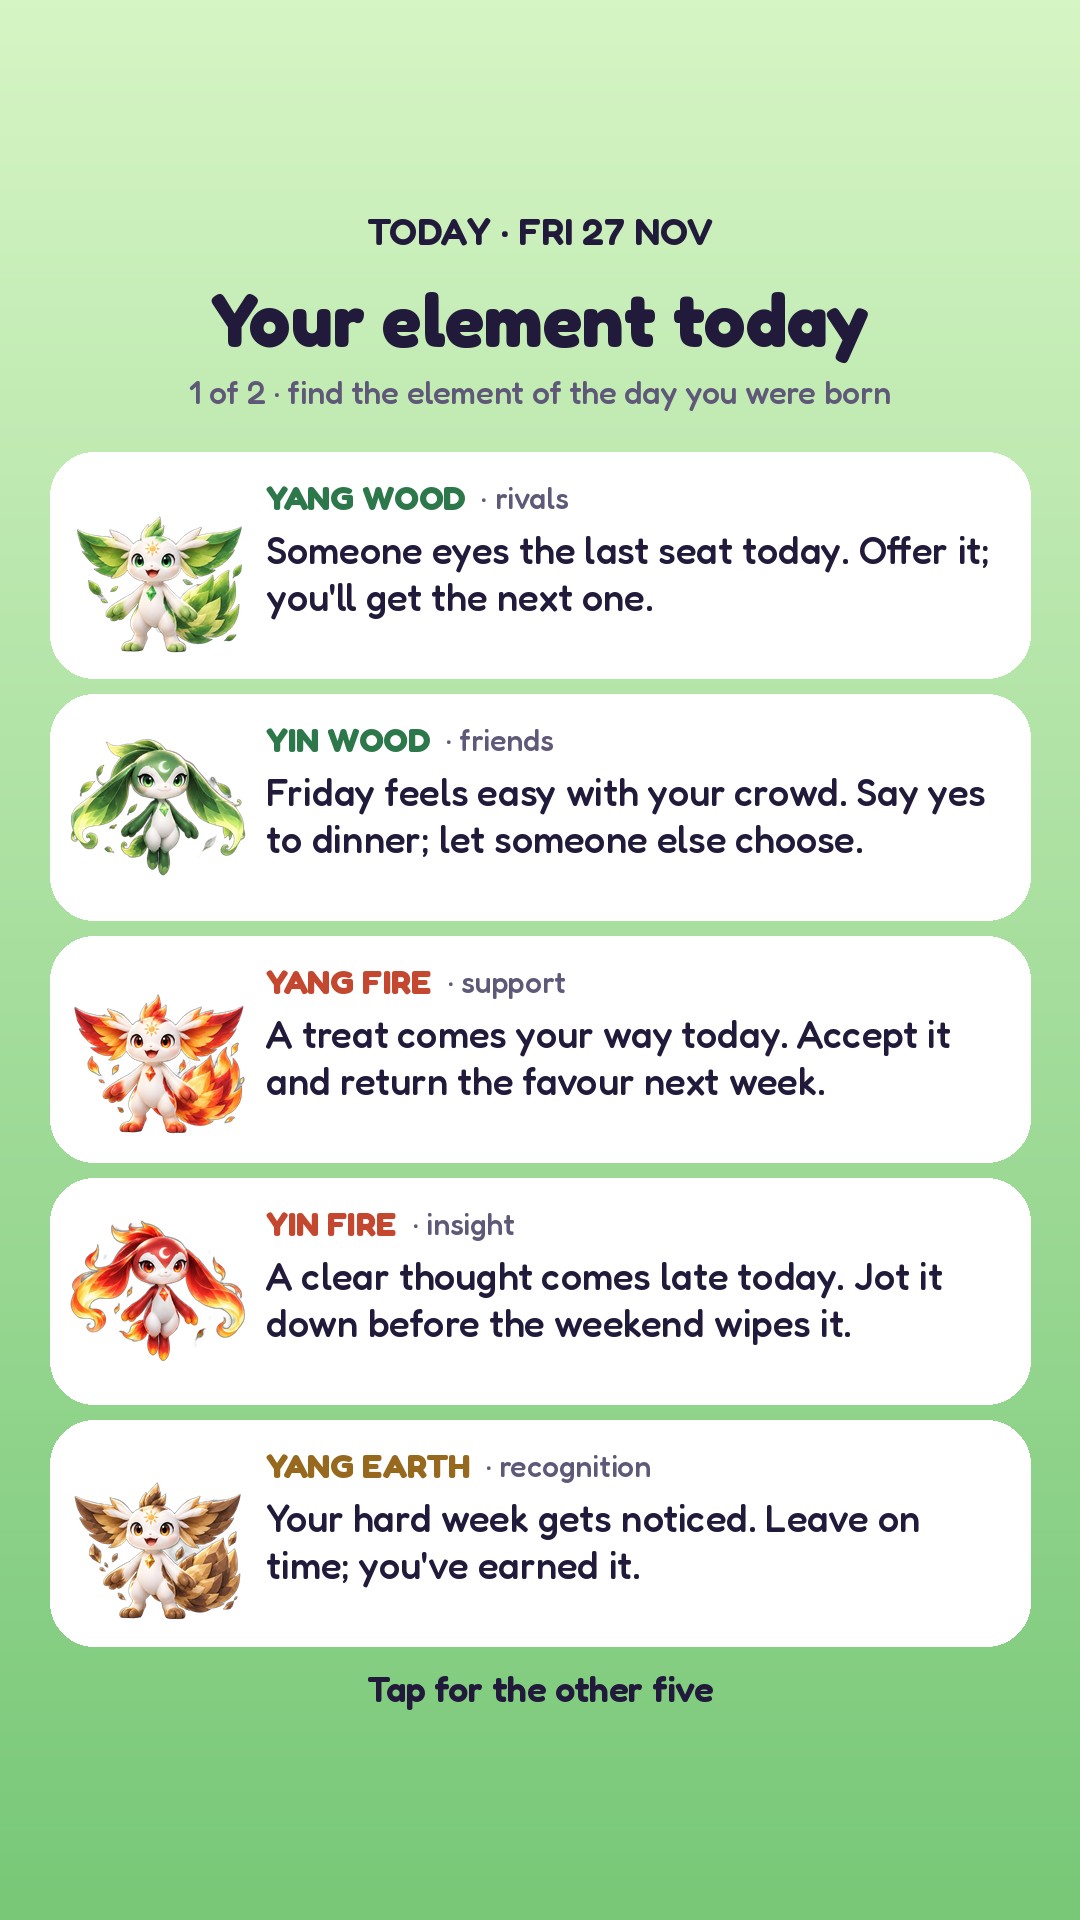 TODAY · FRI 27 NOV
Your element today
1 of 2 · find the element of the day you were born
YANG WOOD · rivals
Someone eyes the last seat today. Offer it;
you'll get the next one.
YIN WOOD · friends
Friday feels easy with your crowd. Say yes
to dinner; let someone else choose.
YANG FIRE · support
A treat comes your way today. Accept it
and return the favour next week.
YIN FIRE · insight
A clear thought comes late today. Jot it
down before the weekend wipes it.
YANG EARTH · recognition
Your hard week gets noticed. Leave on
time; you've earned it.
Tap for the other five